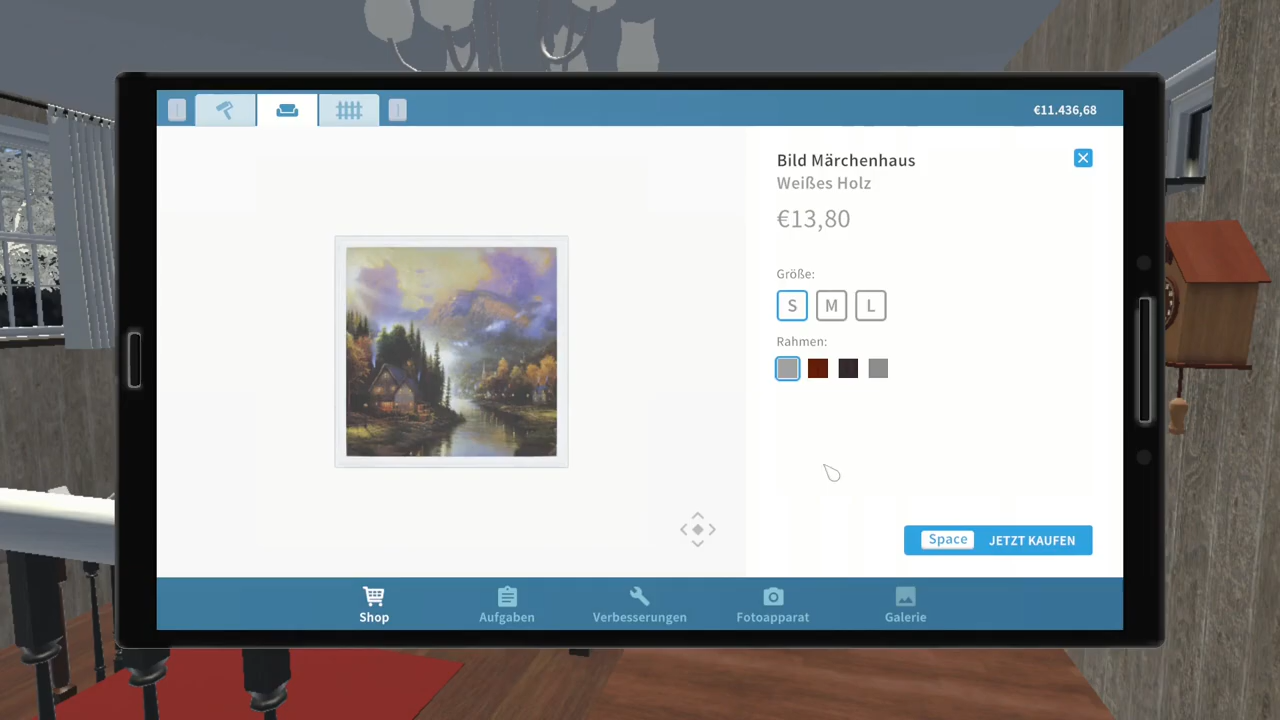 €11.436,68
Bild Märchenhaus
Weißes Holz
€13,80
Größe:
S M L
Rahmen:
Space JETZT KAUFEN
Shop Aufgaben Verbesserungen Fotoapparat Galerie